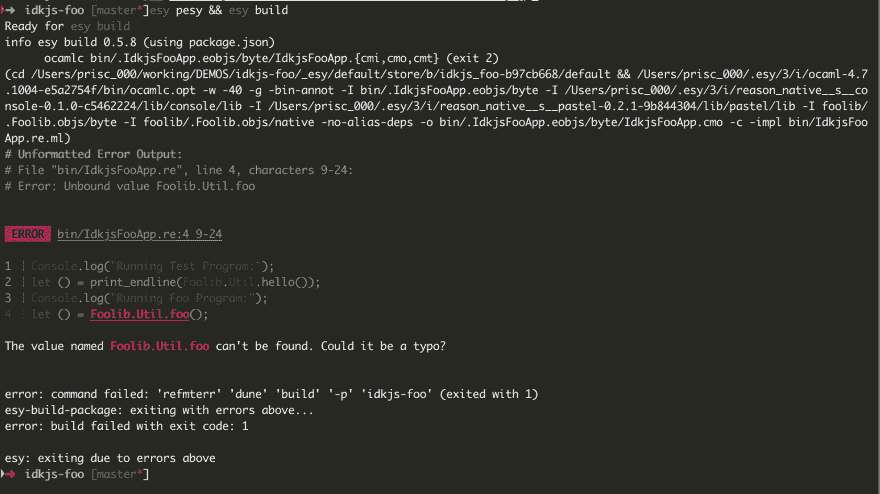 ➜ idkjs-foo [master*]esy pesy && esy build
Ready for esy build
info esy build 0.5.8 (using package.json)
ocamlc bin/.IdkjsFooApp.eobjs/byte/IdkjsFooApp.{cmi,cmo,cmt} (exit 2)
(cd /Users/prisc_000/working/DEMOS/idkjs-foo/_esy/default/store/b/idkjs_foo-b97cb668/default && /Users/prisc_000/.esy/3/i/ocaml-4.7
.1004-e5a2754f/bin/ocamlc.opt -w -40 -g -bin-annot -I bin/.IdkjsFooApp.eobjs/byte -I /Users/prisc_000/.esy/3/i/reason_native__s__co
nsole-0.1.0-c5462224/lib/console/lib -I /Users/prisc_000/.esy/3/i/reason_native__s__pastel-0.2.1-9b844304/lib/pastel/lib -I foolib/
.Foolib.objs/byte -I foolib/.Foolib.objs/native -no-alias-deps -o bin/.IdkjsFooApp.eobjs/byte/IdkjsFooApp.cmo -c -impl bin/IdkjsFoo
App.re.ml)
# Unformatted Error Output:
# File "bin/IdkjsFooApp.re", line 4, characters 9-24:
# Error: Unbound value Foolib.Util.foo
ERROR bin/IdkjsFooApp.re:4 9-24
1 | Console.log("Running Test Program:");
2 | let () = print_endline(Foolib.Util.hello());
3 | Console.log("Running Foo Program:");
4 | let () = Foolib.Util.foo();
The value named Foolib.Util.foo can't be found. Could it be a typo?
error: command failed: 'refmterr' 'dune' 'build' '-p' 'idkjs-foo' (exited with 1)
esy-build-package: exiting with errors above...
error: build failed with exit code: 1
esy: exiting due to errors above
➜ idkjs-foo [master*]